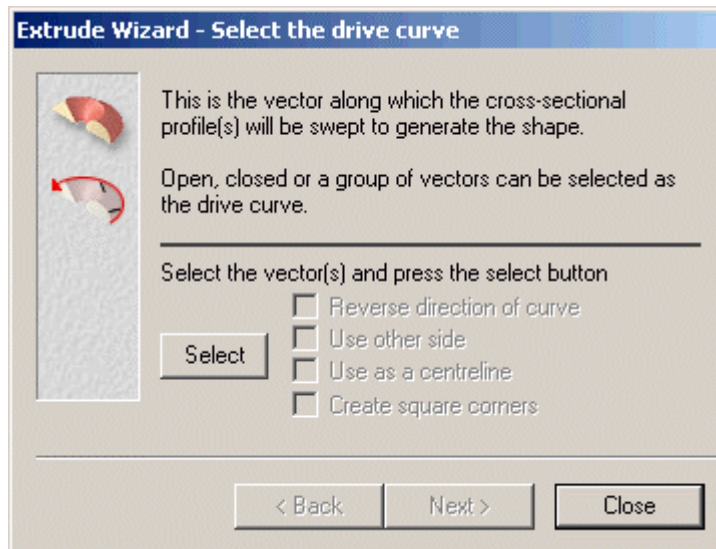 Extrude Wizard - Select the drive curve
This is the vector along which the cross-sectional
profile(s) will be swept to generate the shape.
Open, closed or a group of vectors can be selected as
the drive curve.
Select the vector(s) and press the select button
Reverse direction of curve
Use other side
Select
Use as a centreline
Create square corners
< Back
Next >
Close